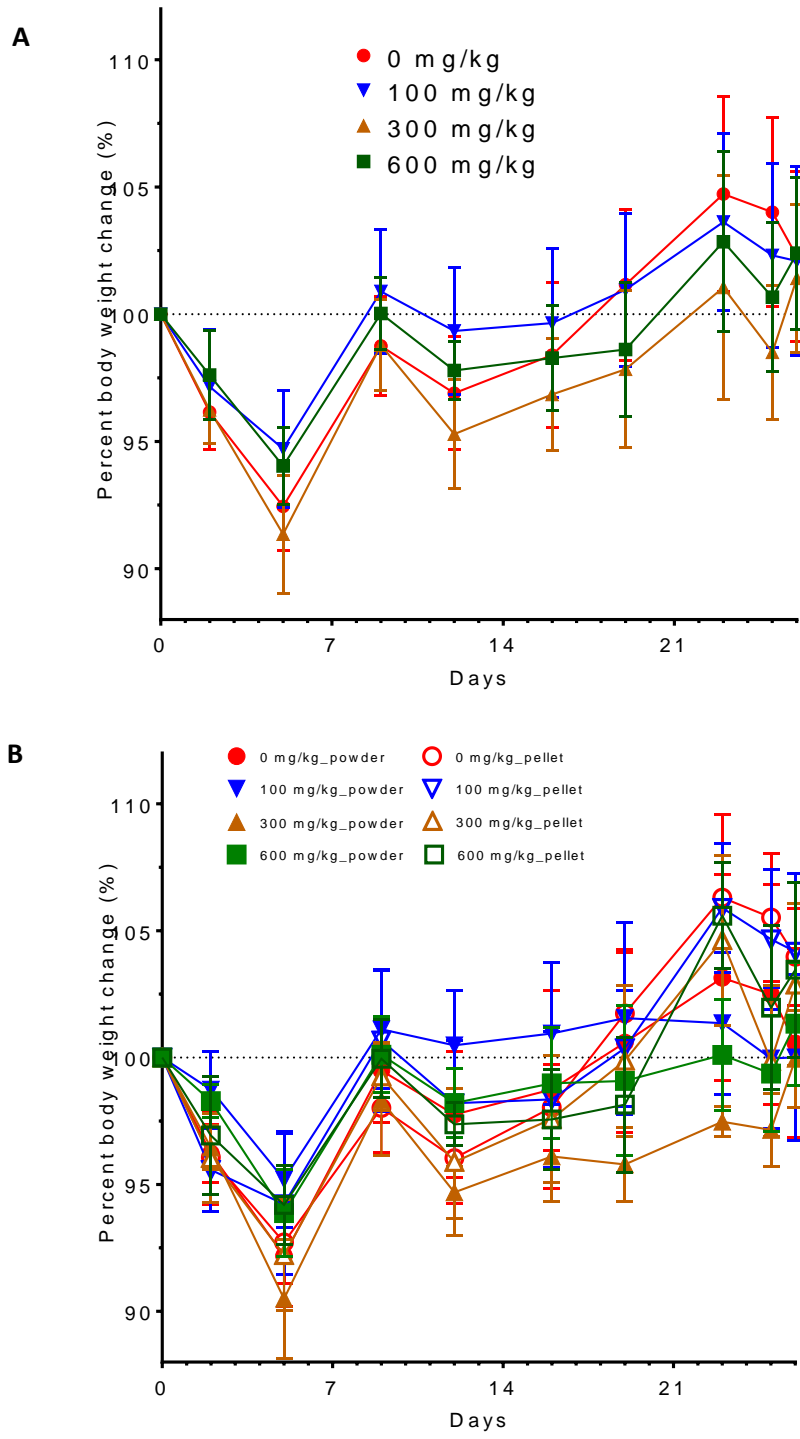 A
0 mg/kg
100 mg/kg
300 mg/kg
600 mg/kg
Percent body weight change (%)
110
105
100
95
90
0 7 14 21
Days
B
0 mg/kg_powder 0 mg/kg_pellet
100 mg/kg_powder 100 mg/kg_pellet
300 mg/kg_powder 300 mg/kg_pellet
600 mg/kg_powder 600 mg/kg_pellet
Percent body weight change (%)
110
105
100
95
90
0 7 14 21
Days